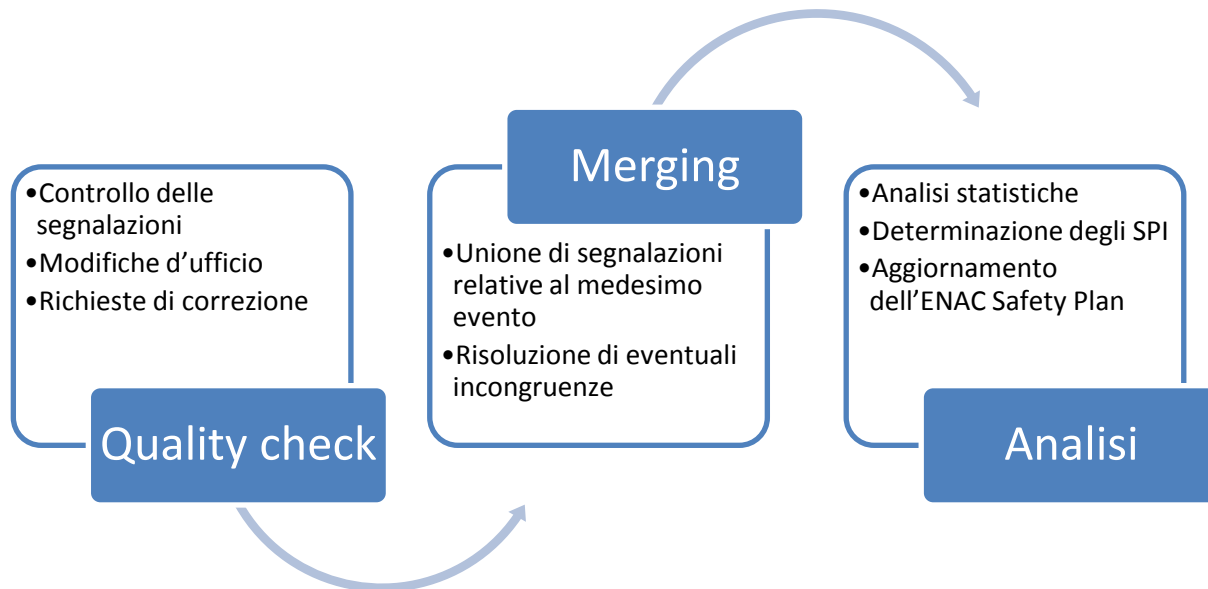 •Controllo delle
segnalazioni
•Modifiche d’ufficio
•Richieste di correzione
Quality check
Merging
•Unione di segnalazioni
relative al medesimo
evento
•Risoluzione di eventuali
incongruenze
•Analisi statistiche
•Determinazione degli SPI
•Aggiornamento
dell’ENAC Safety Plan
Analisi